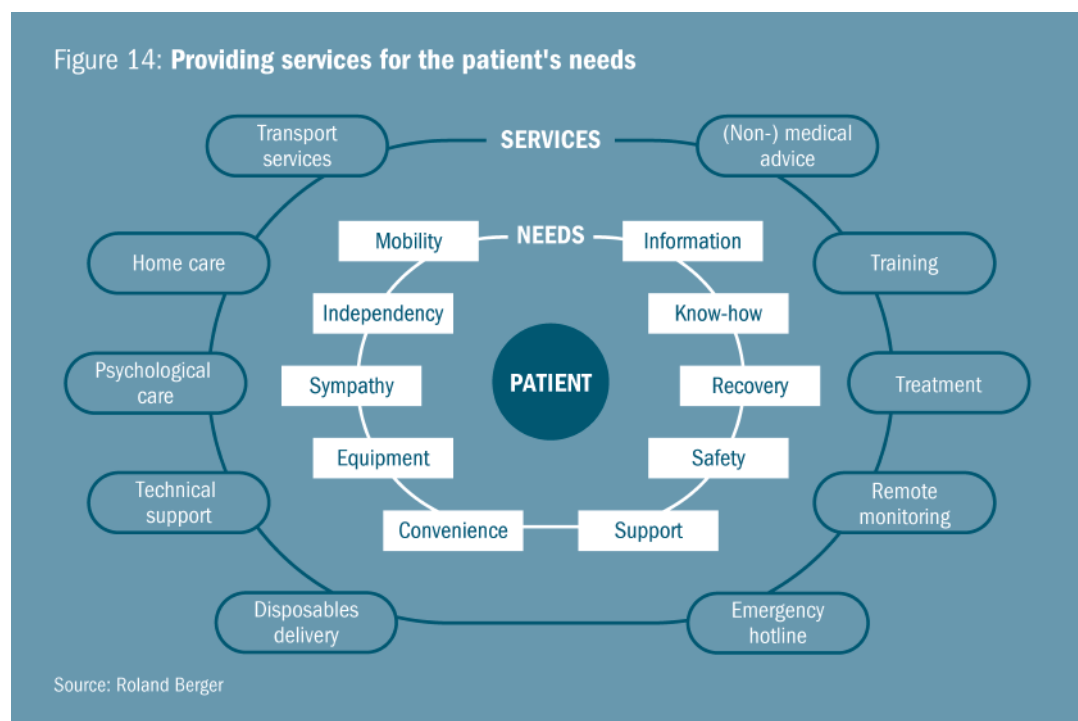 Figure 14: Providing services for the patient's needs
Transport
services
SERVICES
(Non-) medical
advice
Mobility
NEEDS
Information
Home care
Training
Independency
Know-how
Psychological
care
Sympathy
PATIENT
Recovery
Treatment
Equipment
Safety
Technical
support
Remote
monitoring
Convenience
Support
Disposables
delivery
Emergency
hotline
Source: Roland Berger